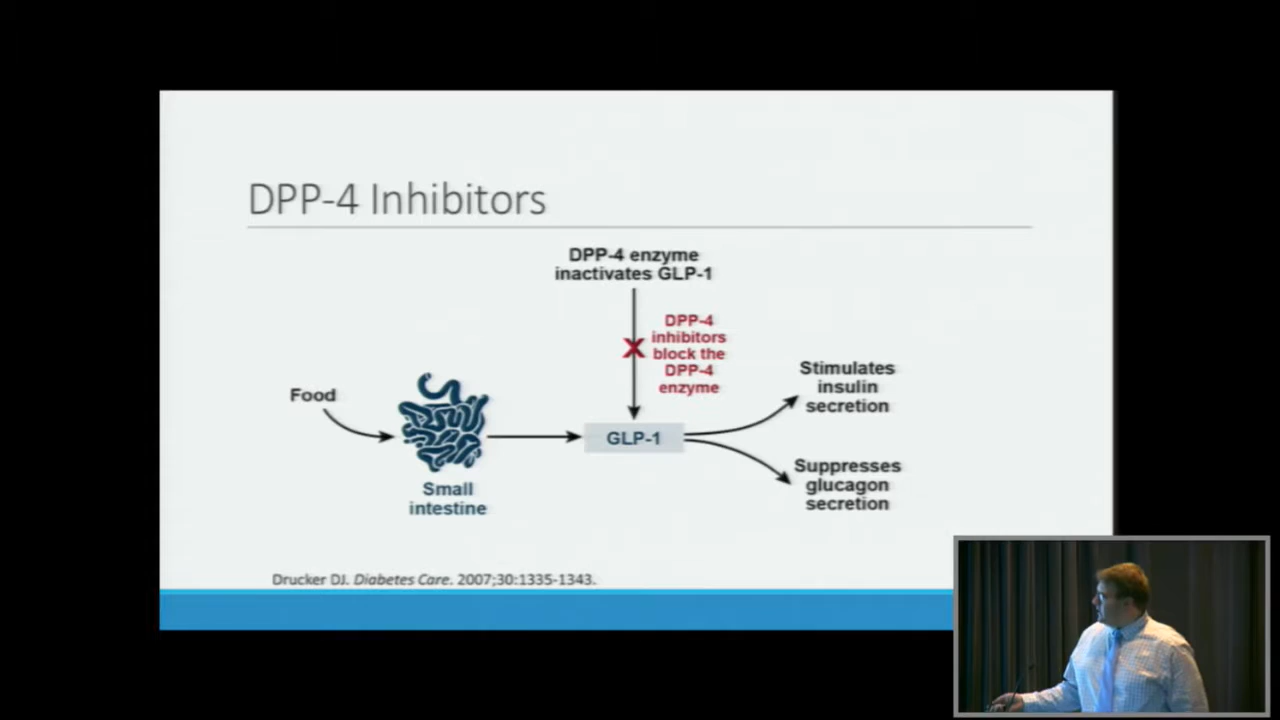 DPP-4 Inhibitors
DPP-4 enzyme
inactivates GLP-1
DPP-4
inhibitors
block the
DPP-4
enzyme
Food
Small
intestine
GLP-1
Stimulates
insulin
secretion
Suppresses
glucagon
secretion
Drucker DJ. Diabetes Care. 2007;30:1335-1343.